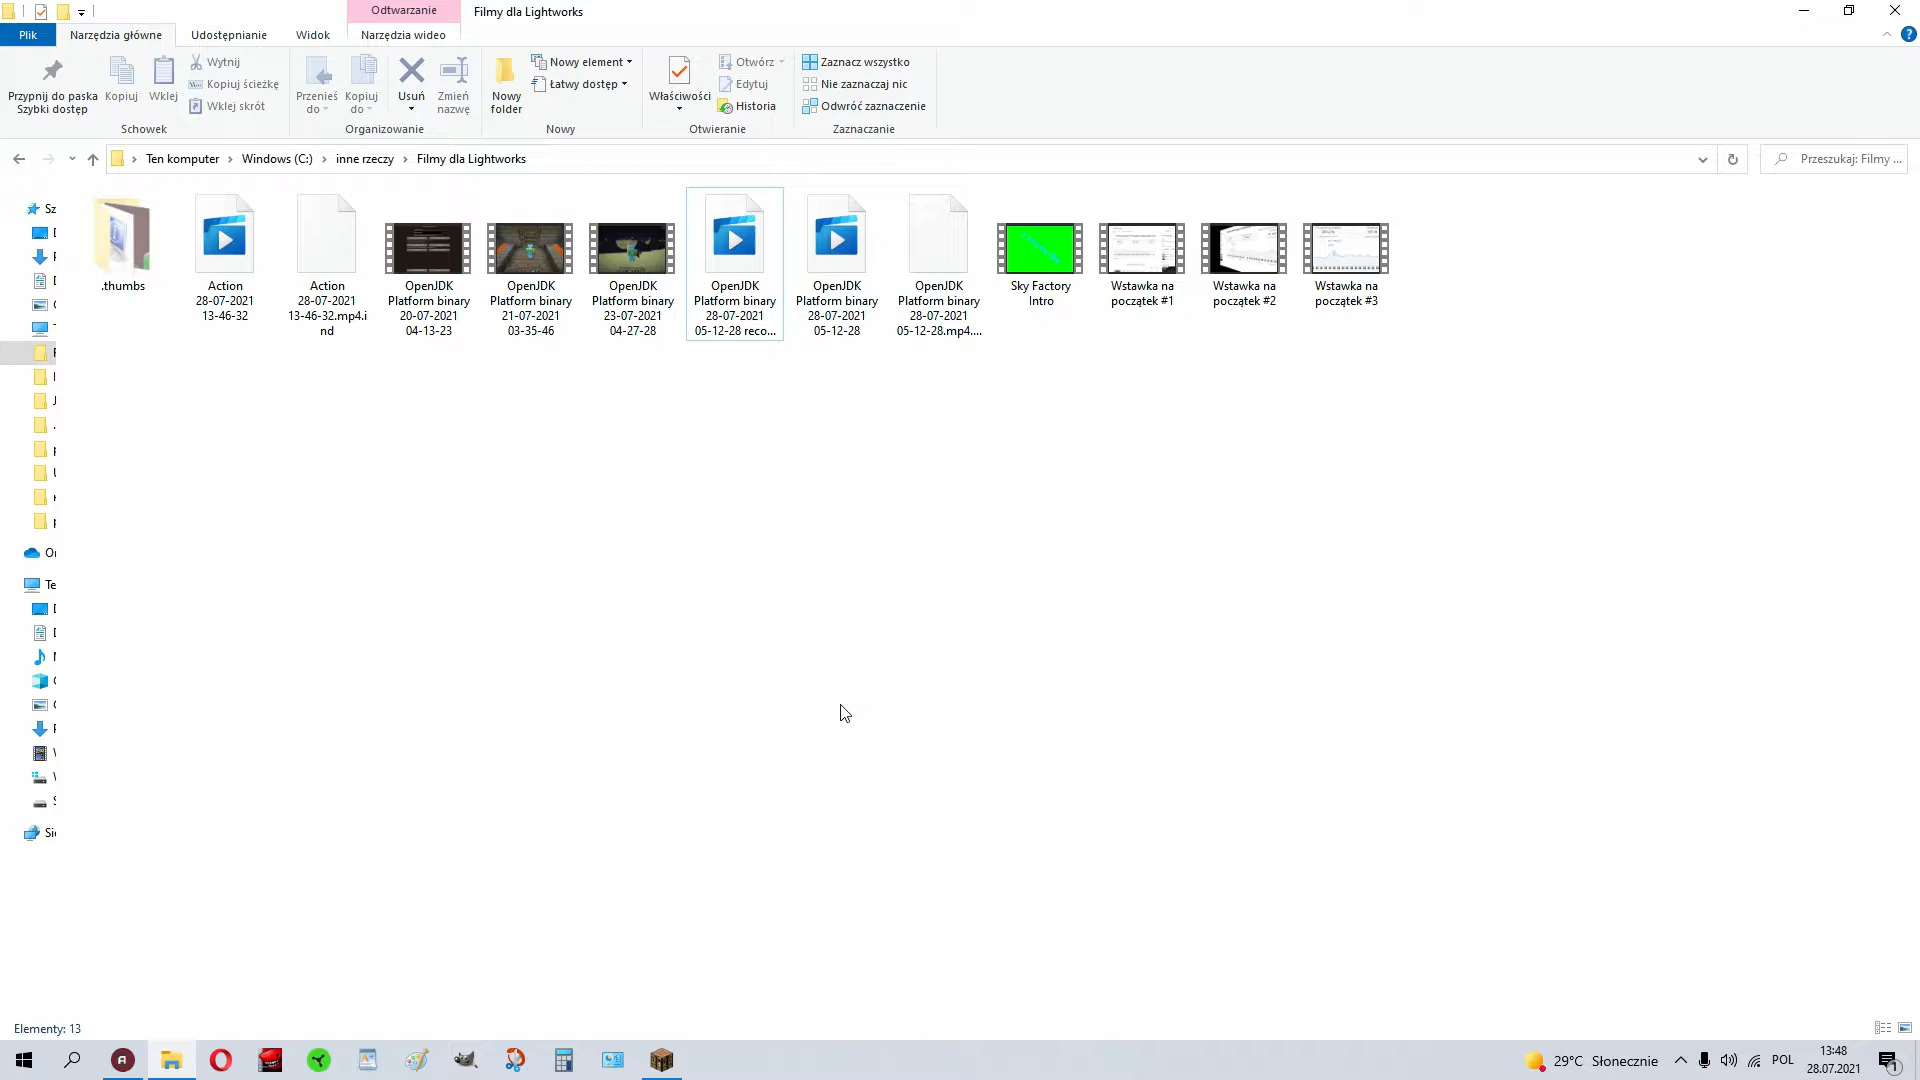 Odtwarzanie
Filmy dla Lightworks
Plik
Narzędzia główne
Udostępnianie
Widok
Narzędzia wideo
Przypnij do paska
Szybki dostęp
Kopiuj
Wklej
Wytnij
Kopiuj ścieżkę
Wklej skrót
Schowek
Przenieś
do
Kopiuj
do
Usuń
Zmień
nazwę
Organizowanie
Nowy
folder
Nowy element
Łatwy dostęp
Nowy
Właściwości
Otwórz
Edytuj
Historia
Otwieranie
Zaznacz wszystko
Nie zaznaczaj nic
Odwróć zaznaczenie
Zaznaczanie
Ten komputer
Windows (C:)
inne rzeczy
Filmy dla Lightworks
Przeszukaj: Filmy ...
Sz
Te
.thumbs
Action
28-07-2021
13-46-32
Action
28-07-2021
13-46-32.mp4.i
nd
OpenJDK
Platform binary
20-07-2021
04-13-23
OpenJDK
Platform binary
21-07-2021
03-35-46
OpenJDK
Platform binary
23-07-2021
04-27-28
OpenJDK
Platform binary
28-07-2021
05-12-28 reco...
OpenJDK
Platform binary
28-07-2021
05-12-28
OpenJDK
Platform binary
28-07-2021
05-12-28.mp4....
Sky Factory
Intro
Wstawka na
początek #1
Wstawka na
początek #2
Wstawka na
początek #3
Elementy: 13
29°C Słonecznie
POL
13:48
28.07.2021
1